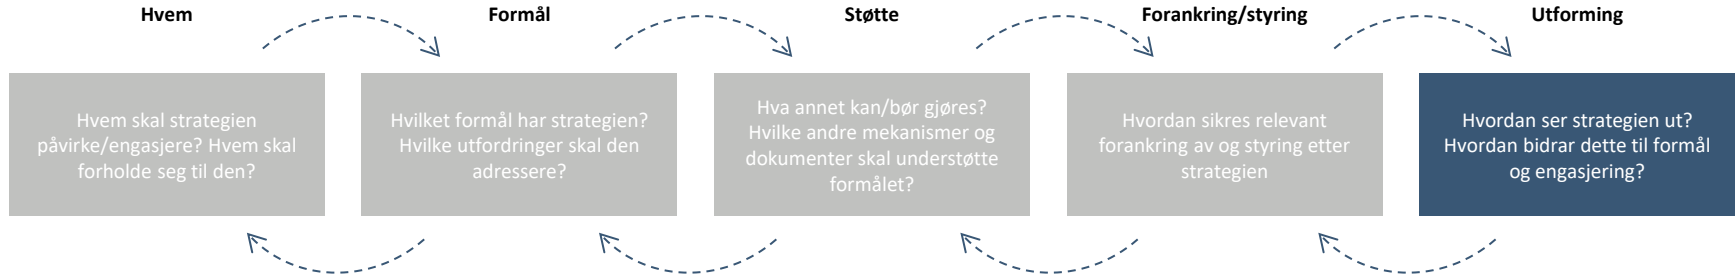 Hvem
Formål
Støtte
Forankring/styring
Utforming
Hvem skal strategien
påvirke/engasjere? Hvem skal
forholde seg til den?
Hvilket formål har strategien?
Hvilke utfordringer skal den
adressere?
Hva annet kan/bør gjøres?
Hvilke andre mekanismer og
dokumenter skal understøtte
formålet?
Hvordan sikres relevant
forankring av og styring etter
strategien
Hvordan ser strategien ut?
Hvordan bidrar dette til formål
og engasjering?